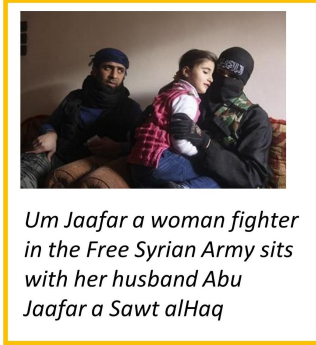 Um Jaafar a woman fighter
in the Free Syrian Army sits
with her husband Abu
Jaafar a Sawt alHaq